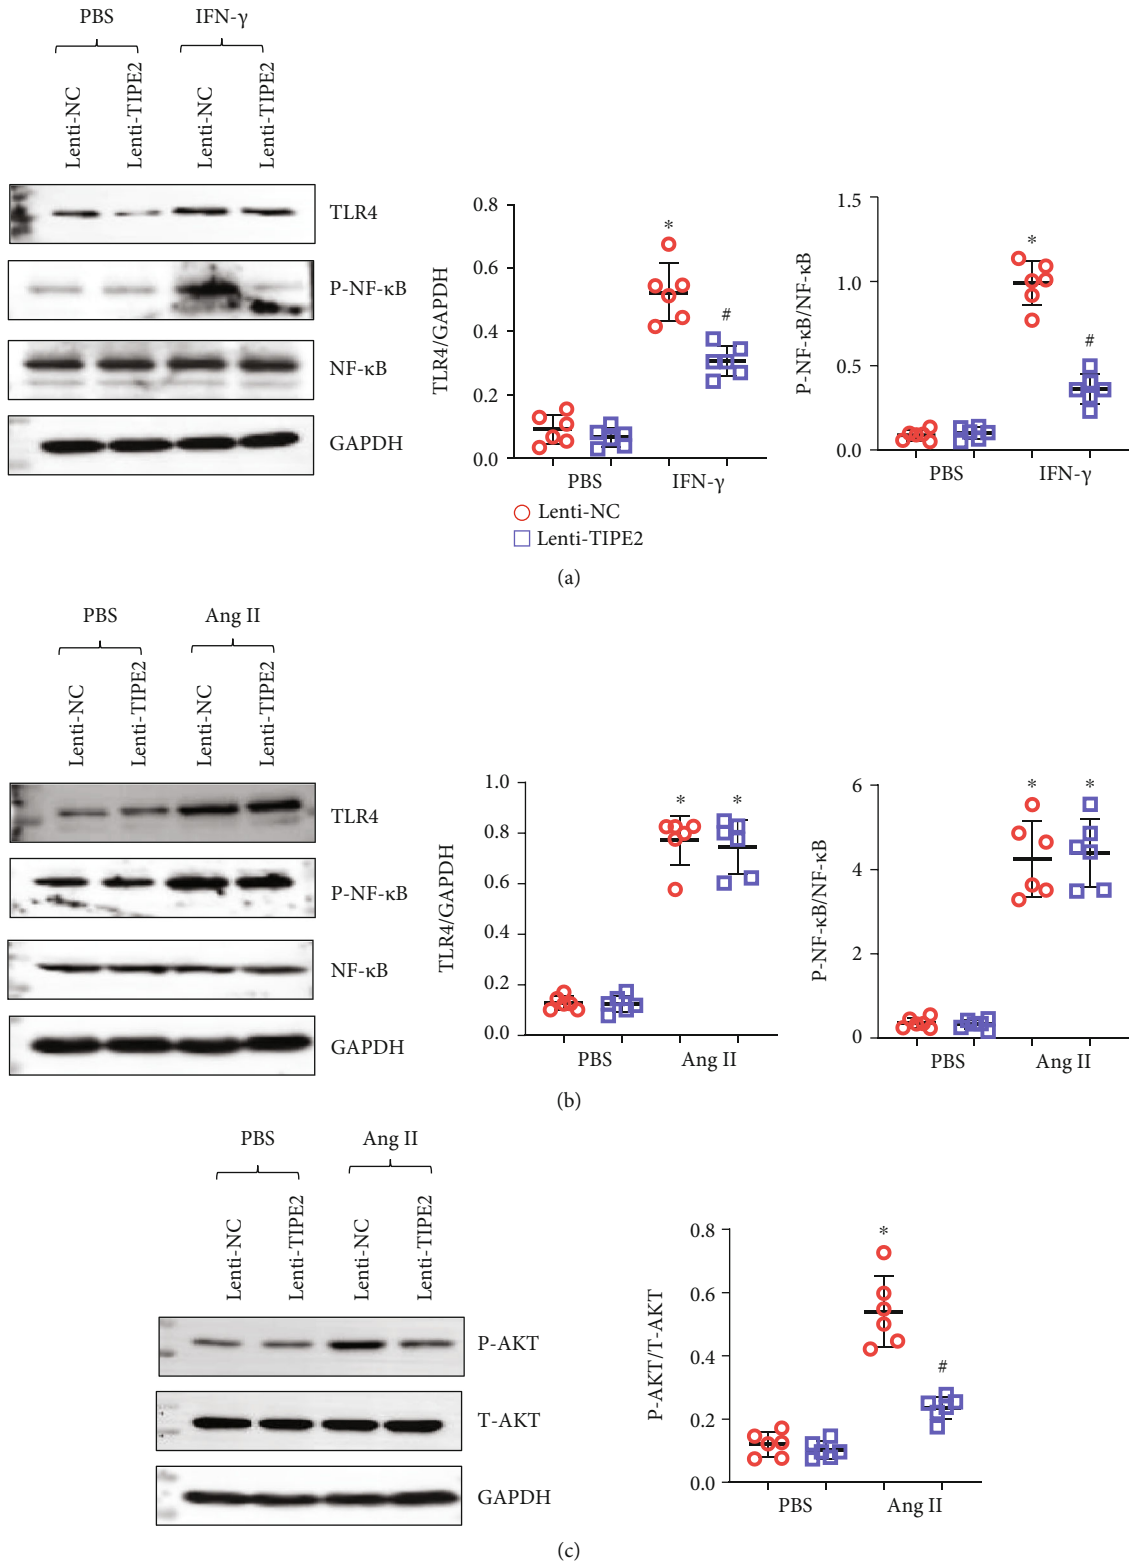 PBS IFN-γ
Lenti-NC Lenti-TIPE2 Lenti-NC Lenti-TIPE2
TLR4
P-NF-κB
NF-κB
GAPDH
TLR4/GAPDH
0.8
0.6
0.4
0.2
0.0
*
#
PBS IFN-γ
Lenti-NC
Lenti-TIPE2
P-NF-κB/NF-κB
1.5
1.0
0.5
0.0
*
#
PBS IFN-γ
(a)
PBS Ang II
Lenti-NC Lenti-TIPE2 Lenti-NC Lenti-TIPE2
TLR4
P-NF-κB
NF-κB
GAPDH
TLR4/GAPDH
1.0
0.8
0.6
0.4
0.2
0.0
* *
PBS Ang II
P-NF-κB/NF-κB
6
4
2
0
* *
PBS Ang II
(b)
PBS Ang II
Lenti-NC Lenti-TIPE2 Lenti-NC Lenti-TIPE2
P-AKT
T-AKT
GAPDH
P-AKT/T-AKT
0.8
0.6
0.4
0.2
0.0
*
#
PBS Ang II
(c)